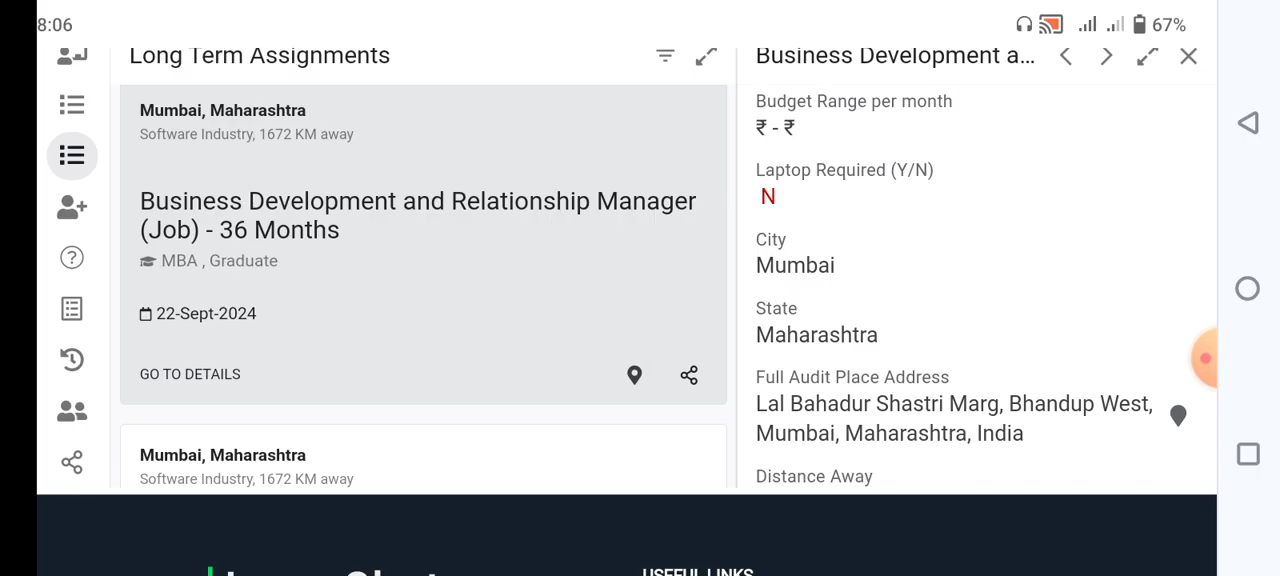 8:06
67%
Long Term Assignments
Mumbai, Maharashtra
Software Industry, 1672 KM away
Business Development and Relationship Manager
(Job) - 36 Months
MBA , Graduate
22-Sept-2024
GO TO DETAILS
Mumbai, Maharashtra
Software Industry, 1672 KM away
Business Development a...
Budget Range per month
₹ - ₹
Laptop Required (Y/N)
N
City
Mumbai
State
Maharashtra
Full Audit Place Address
Lal Bahadur Shastri Marg, Bhandup West,
Mumbai, Maharashtra, India
Distance Away
USEFUL LINKS